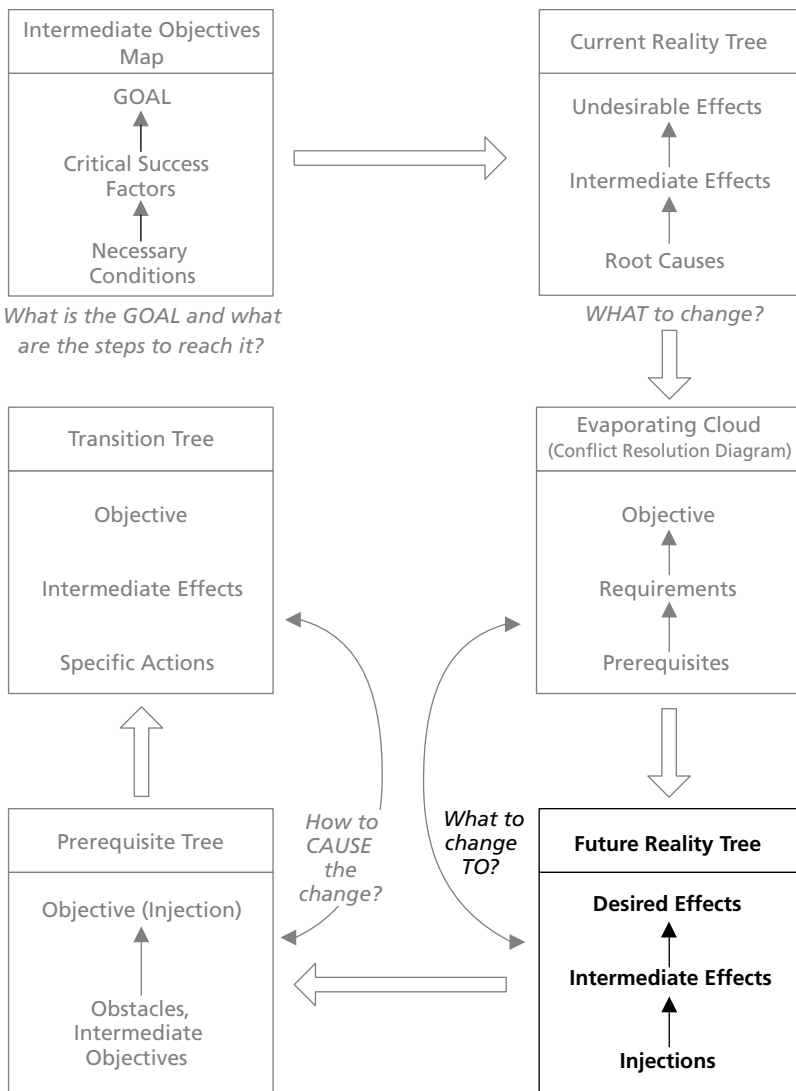 Intermediate Objectives
Map
GOAL
Critical Success
Factors
Necessary
Conditions
What is the GOAL and what
are the steps to reach it?
Current Reality Tree
Undesirable Effects
Intermediate Effects
Root Causes
WHAT to change?
Transition Tree
Objective
Intermediate Effects
Specific Actions
Evaporating Cloud
(Conflict Resolution Diagram)
Objective
Requirements
Prerequisites
How to
CAUSE
the
change?
What to
change
TO?
Prerequisite Tree
Objective (Injection)
Obstacles,
Intermediate
Objectives
Future Reality Tree
Desired Effects
Intermediate Effects
Injections